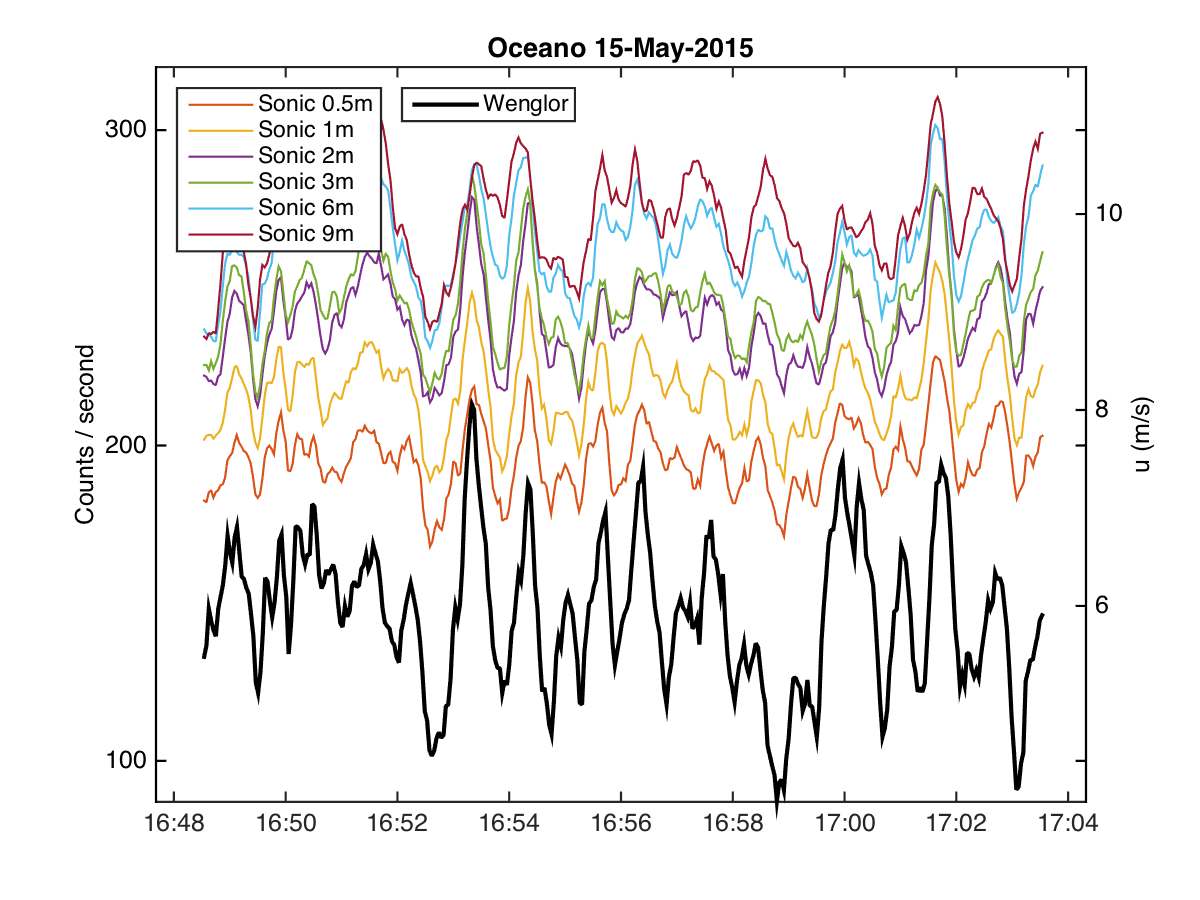 Oceano 15-May-2015
Sonic 0.5m
Sonic 1m
Sonic 2m
Sonic 3m
Sonic 6m
Sonic 9m
Wenglor
300
200
100
Counts / second
10
8
6
u (m/s)
16:48 16:50 16:52 16:54 16:56 16:58 17:00 17:02 17:04